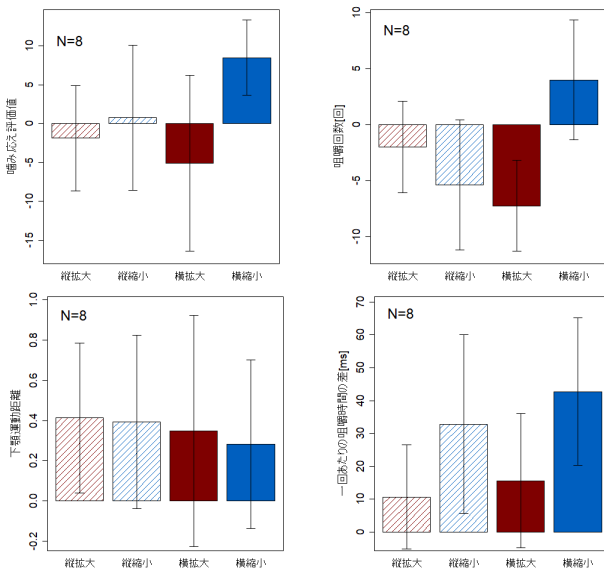 N=8
噛み応え評価値
10
5
0
-5
-10
-15
縦拡大 縦縮小 横拡大 横縮小
N=8
咀嚼回数[回]
10
5
0
-5
-10
縦拡大 縦縮小 横拡大 横縮小
N=8
下顎運動距離
1.0
0.8
0.6
0.4
0.2
0.0
-0.2
縦拡大 縦縮小 横拡大 横縮小
N=8
一回あたりの咀嚼時間の差[ms]
70
60
50
40
30
20
10
0
縦拡大 縦縮小 横拡大 横縮小